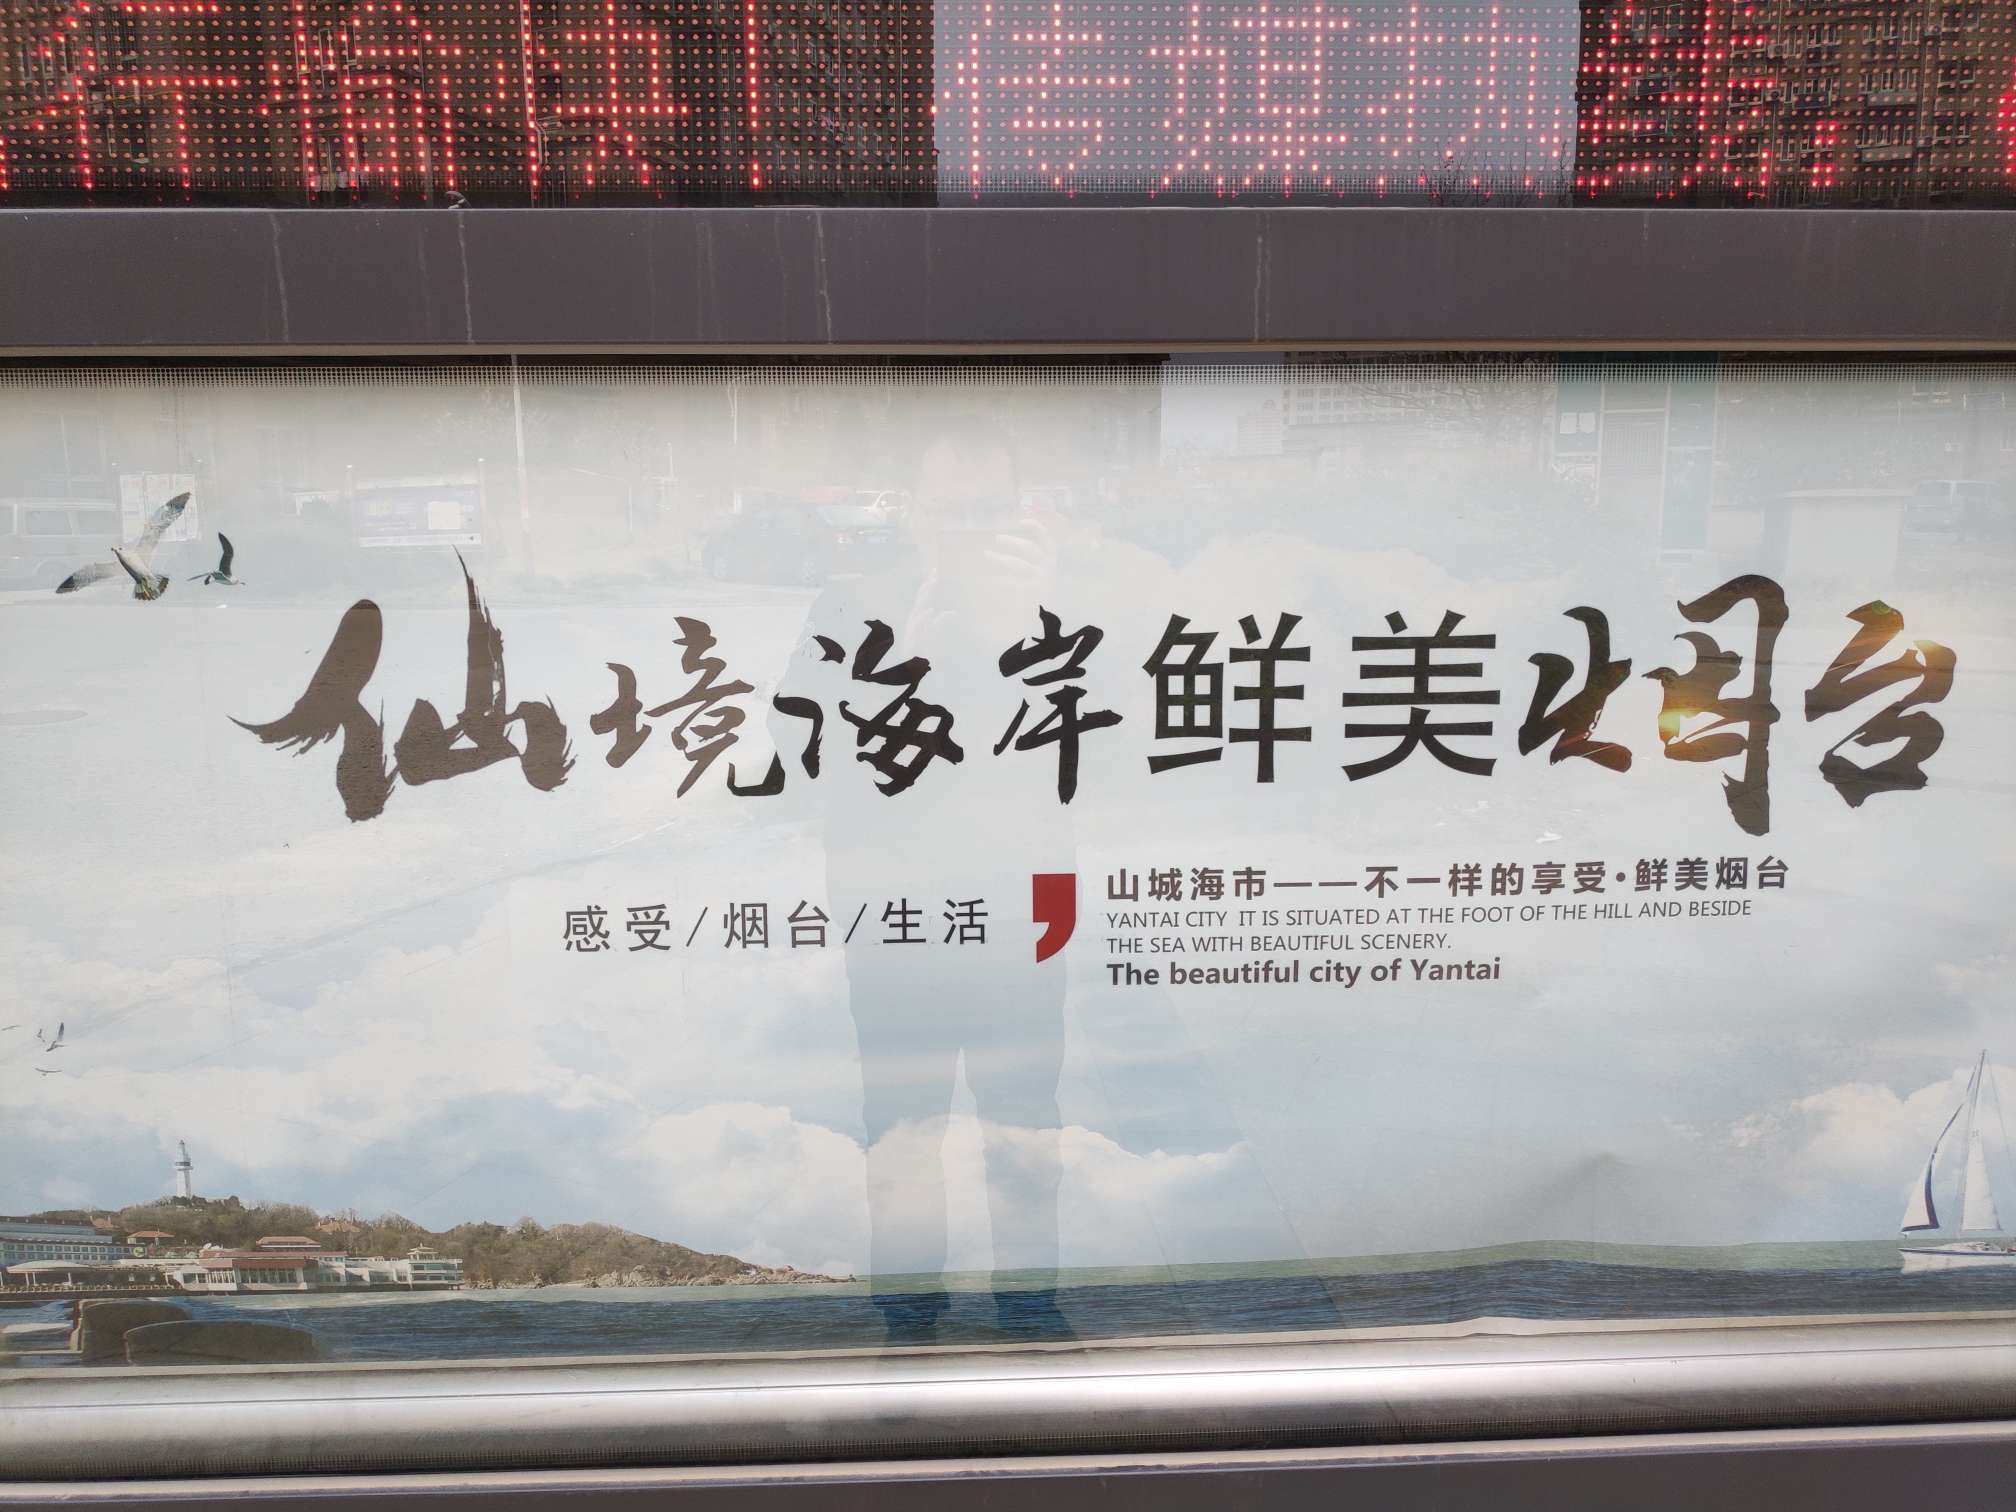 仙境海岸鲜美烟台
感受/烟台/生活
山城海市——不一样的享受·鲜美烟台
YANTAI CITY IT IS SITUATED AT THE FOOT OF THE HILL AND BESIDE
THE SEA WITH BEAUTIFUL SCENERY.
The beautiful city of Yantai